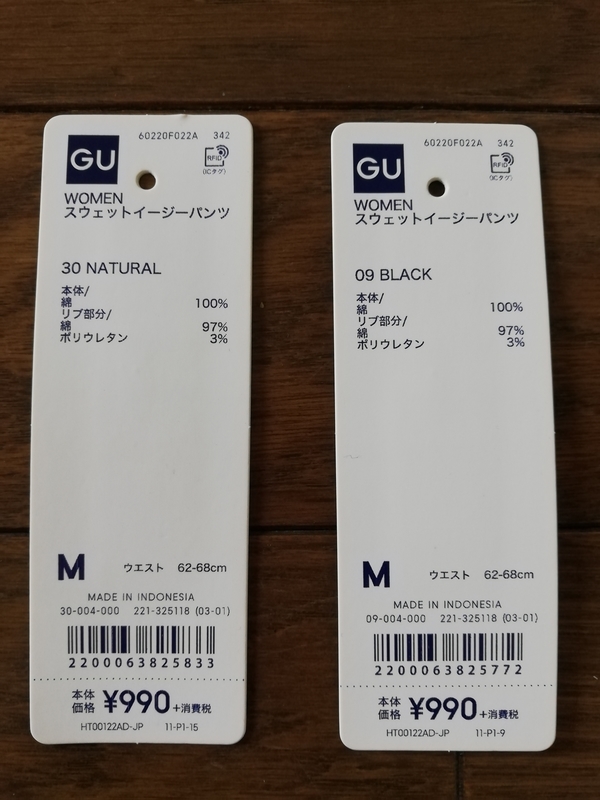 60220F022A 342
GU
RFID
(ICタグ)
WOMEN
スウェットイージーパンツ
30 NATURAL
本体/
綿 100%
リブ部分/
綿 97%
ポリウレタン 3%
M ウエスト 62-68cm
MADE IN INDONESIA
30-004-000 221-325118 (03-01)
2200063825833
本体
価格 ¥990+消費税
HT00122AD-JP 11-P1-15
60220F022A 342
GU
RFID
(ICタグ)
WOMEN
スウェットイージーパンツ
09 BLACK
本体/
綿 100%
リブ部分/
綿 97%
ポリウレタン 3%
M ウエスト 62-68cm
MADE IN INDONESIA
09-004-000 221-325118 (03-01)
2200063825772
本体
価格 ¥990+消費税
HT00122AD-JP 11-P1-9